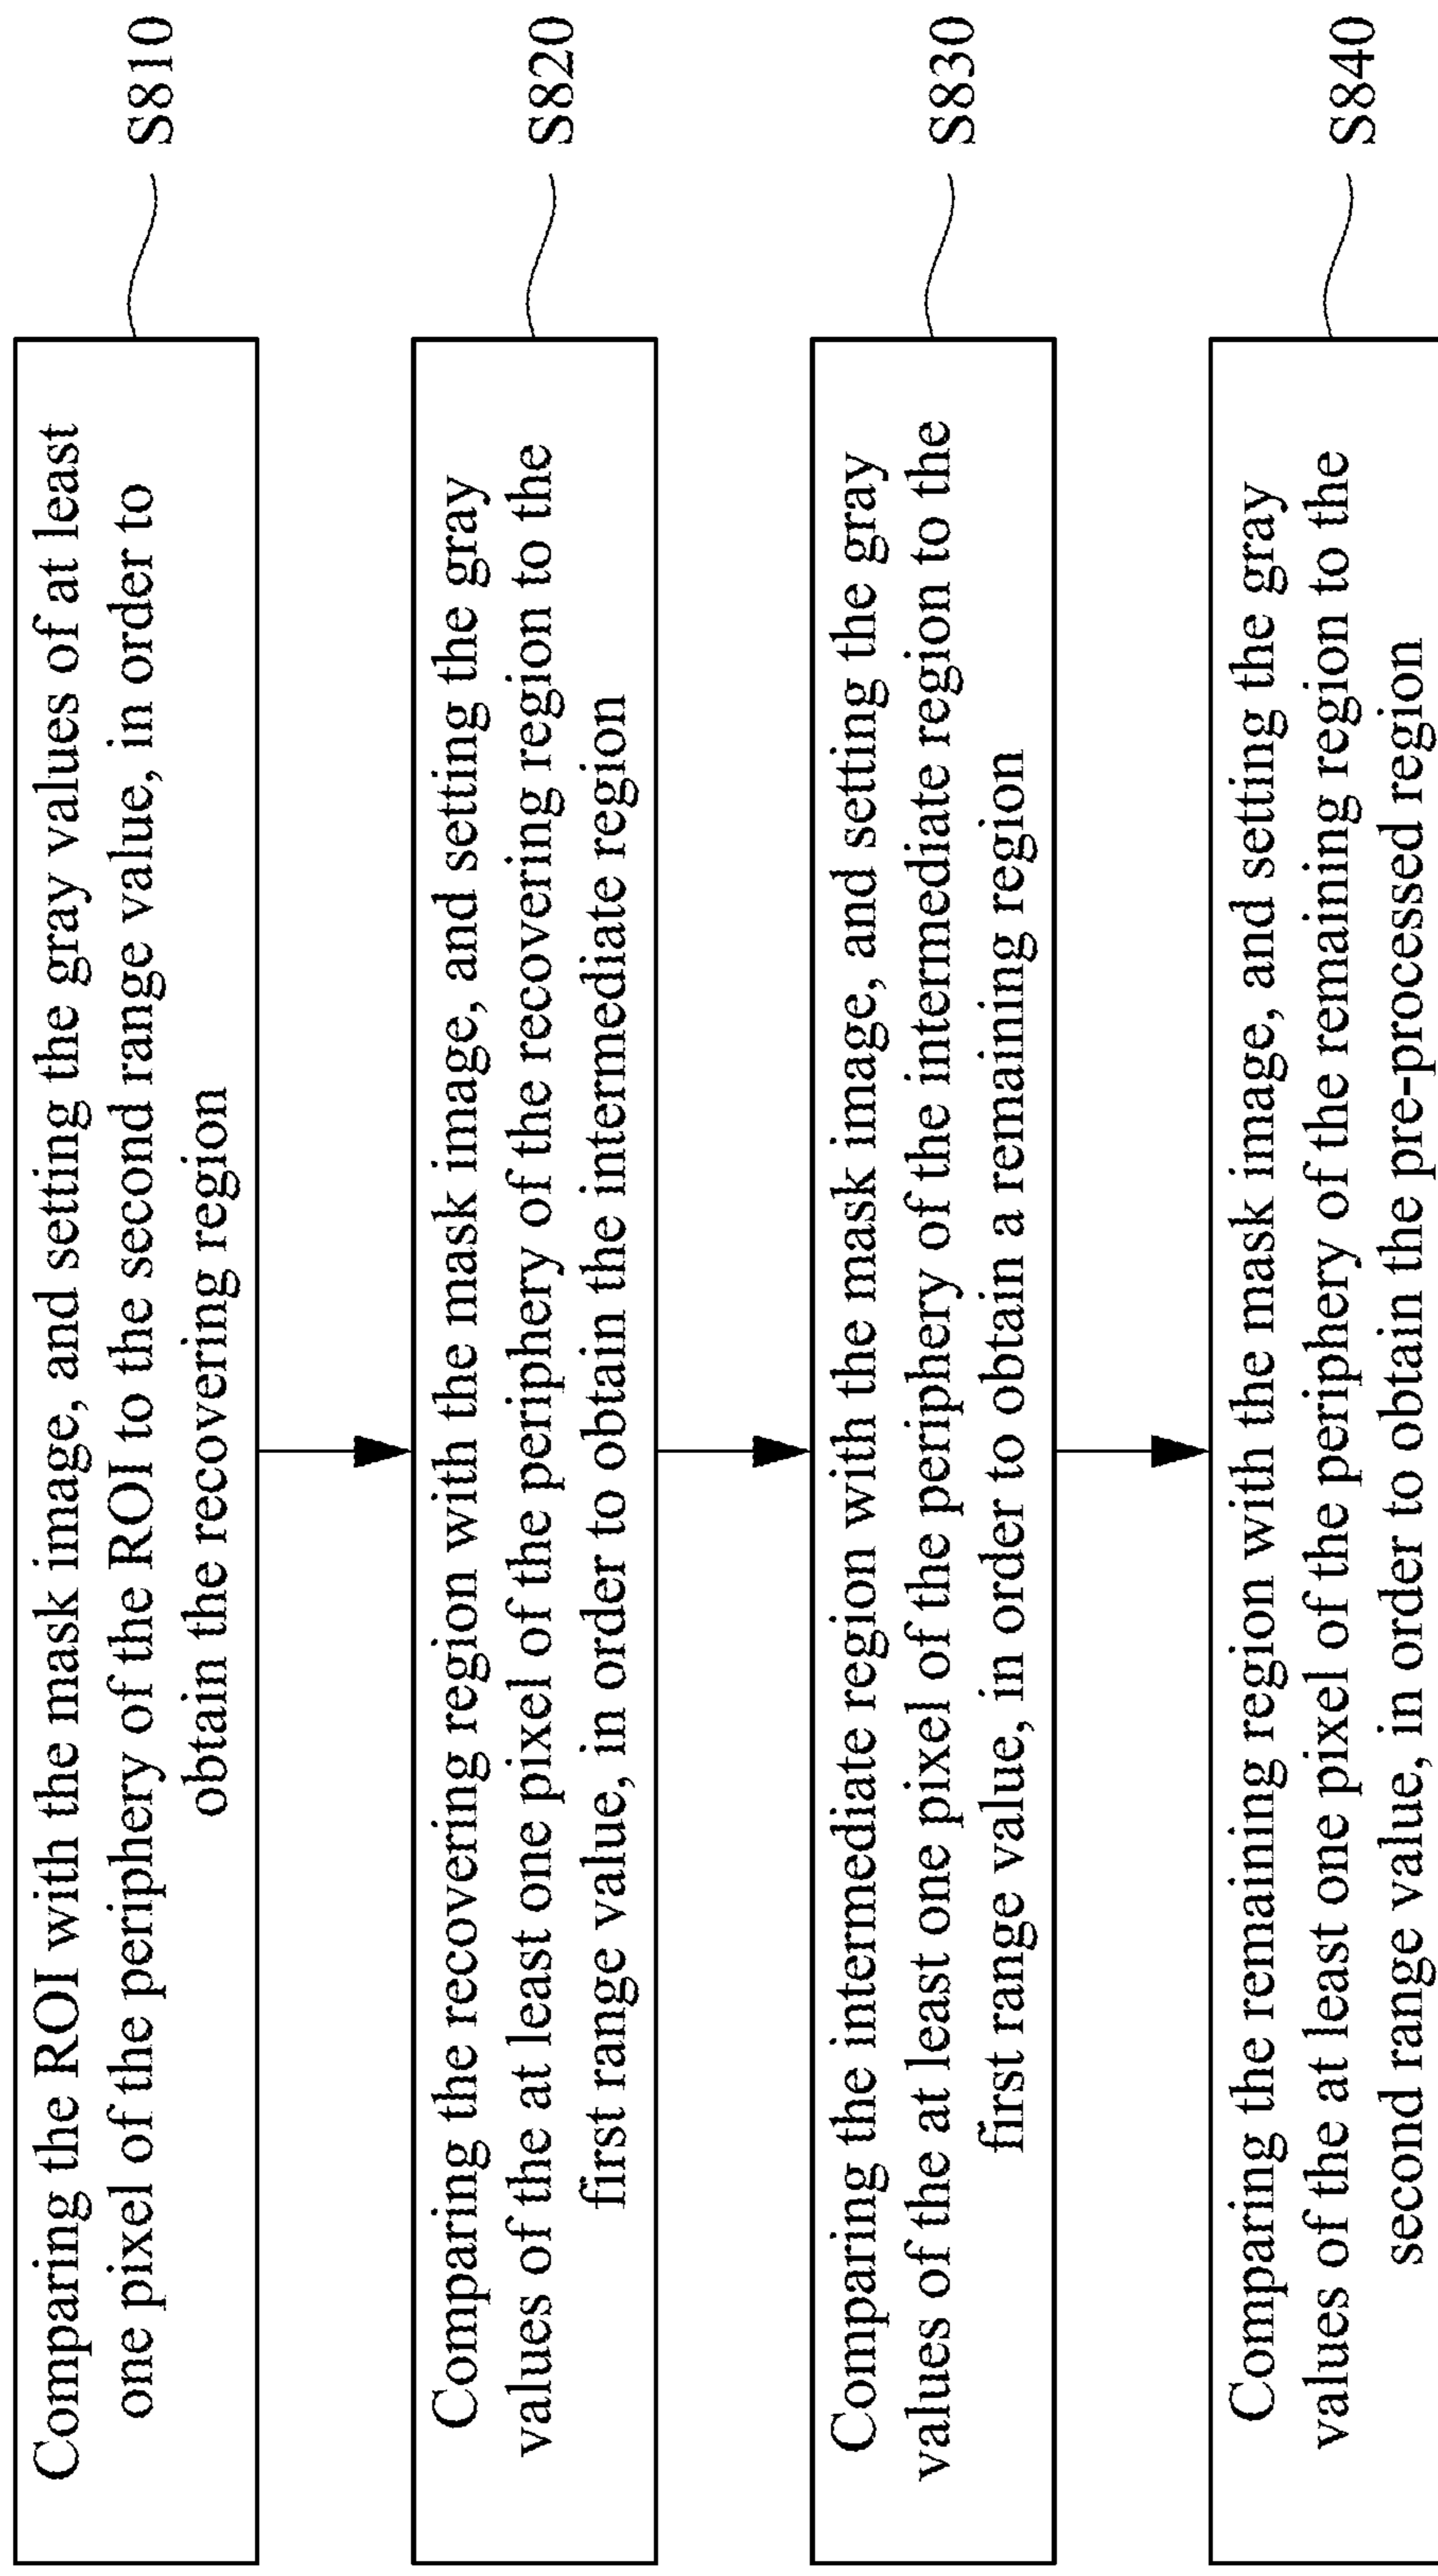 Comparing the ROI with the mask image, and setting the gray values of at least
one pixel of the periphery of the ROI to the second range value, in order to
obtain the recovering region
S810
Comparing the recovering region with the mask image, and setting the gray
values of the at least one pixel of the periphery of the recovering region to the
first range value, in order to obtain the intermediate region
S820
Comparing the intermediate region with the mask image, and setting the gray
values of the at least one pixel of the periphery of the intermediate region to the
first range value, in order to obtain a remaining region
S830
Comparing the remaining region with the mask image, and setting the gray
values of the at least one pixel of the periphery of the remaining region to the
second range value, in order to obtain the pre-processed region
S840